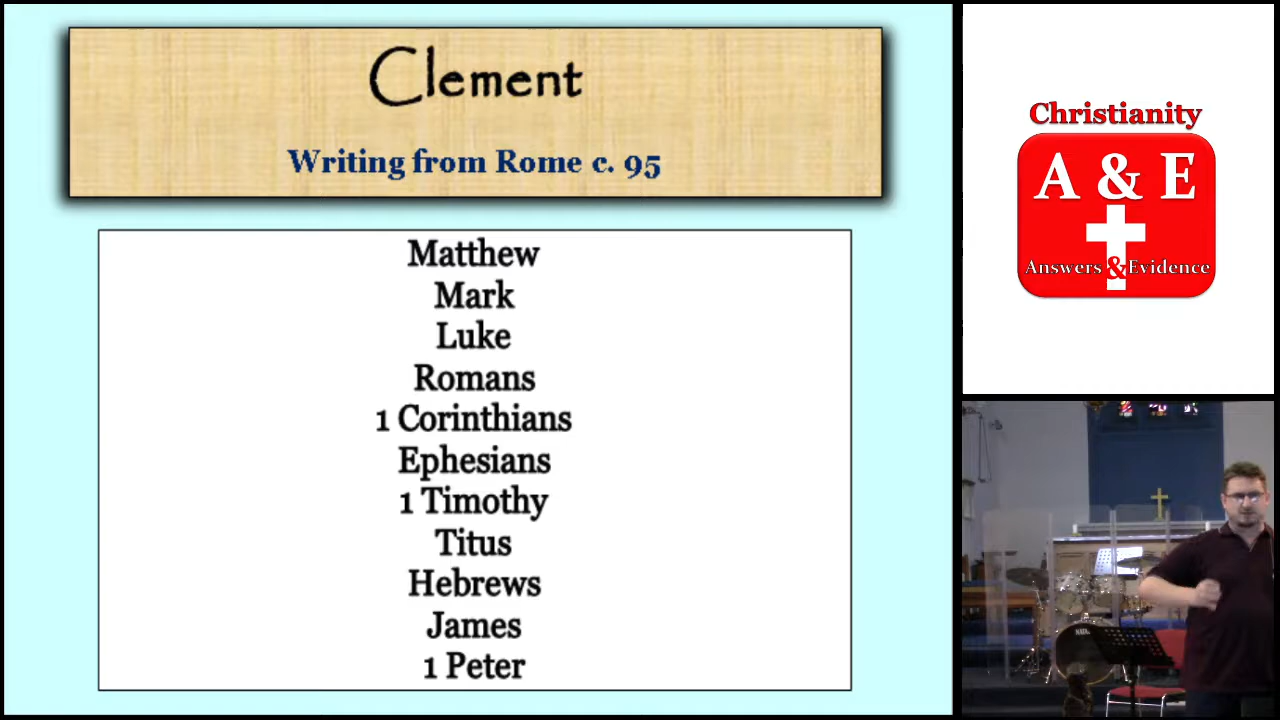 Clement
Writing from Rome c. 95
Matthew
Mark
Luke
Romans
1 Corinthians
Ephesians
1 Timothy
Titus
Hebrews
James
1 Peter
Christianity
A & E
Answers & Evidence